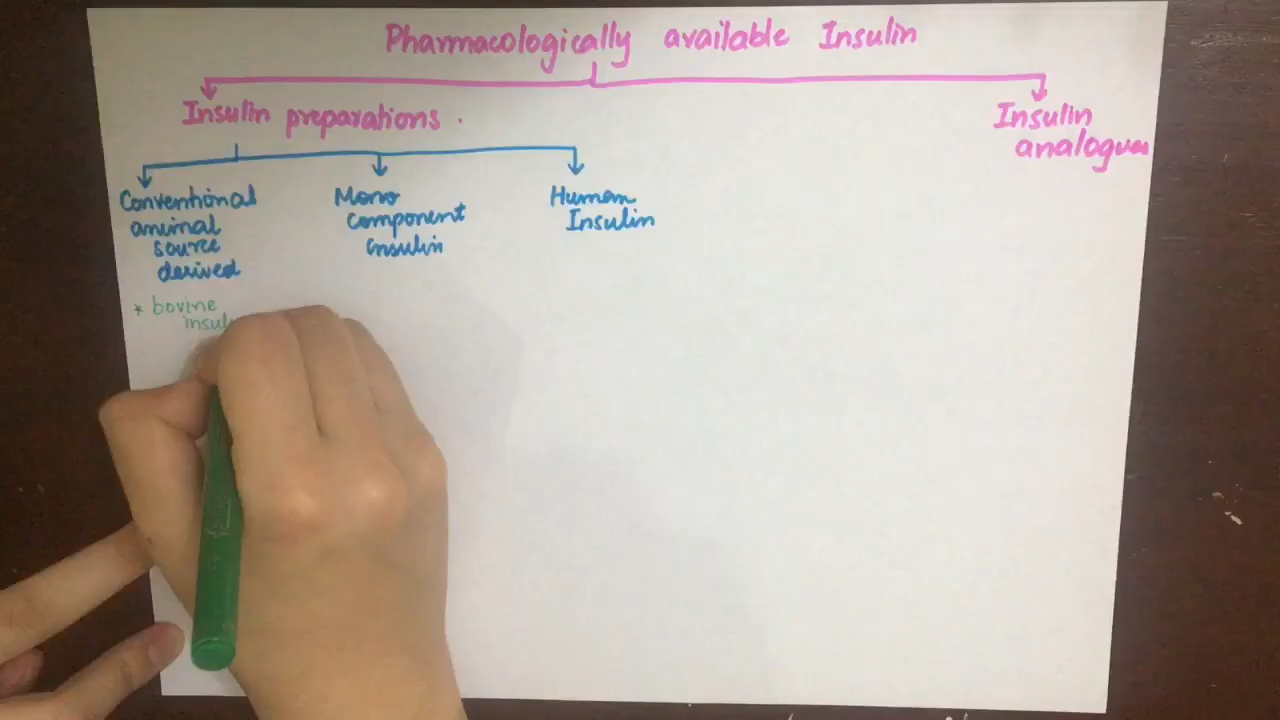 Pharmacologically available Insulin
Insulin preparations .
Insulin
analogues
Conventional
animal
source
derived
Mono
component
insulin
Human
Insulin
* bovine